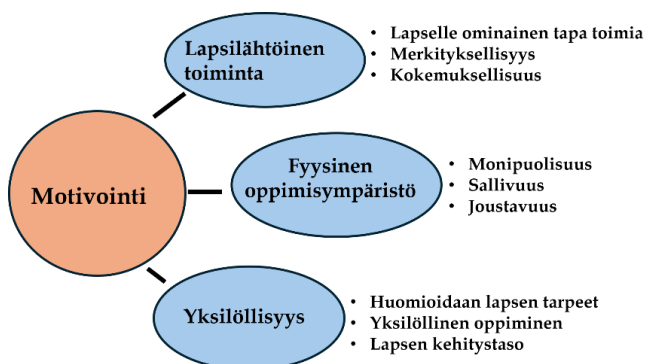 Lapsilähtöinen
toiminta
• Lapselle ominainen tapa toimia
• Merkityksellisyys
• Kokemuksellisuus
Motivointi
Fyysinen
oppimisympäristö
• Monipuolisuus
• Sallivuus
• Joustavuus
Yksilöllisyys
• Huomioidaan lapsen tarpeet
• Yksilöllinen oppiminen
• Lapsen kehitystaso